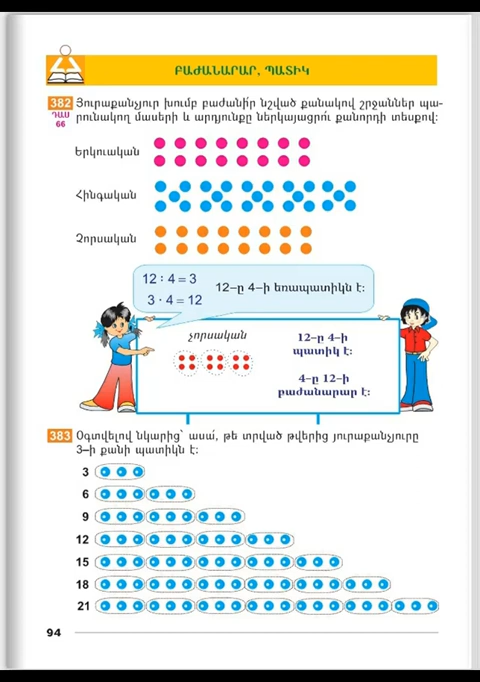 ԲԱԺԱՆԱՐԱՐ, ՊԱՏԻԿ
382 Յուրաքանչյուր խումբ բաժանի՛ր նշված քանակով շրջաններ պա-
ԴԱՍ 66 րունակող մասերի և արդյունքը ներկայացրո՛ւ քանորդի տեսքով:
Երկուական
Հինգական
Չորսական
12 : 4 = 3
3 · 4 = 12
12–ը 4–ի եռապատիկն է:
չորսական
12–ը 4–ի
պատիկ է:
4–ը 12–ի
բաժանարար է:
383 Օգտվելով նկարից՝ ասա՛, թե տրված թվերից յուրաքանչյուրը
3–ի քանի պատիկն է:
3
6
9
12
15
18
21
94